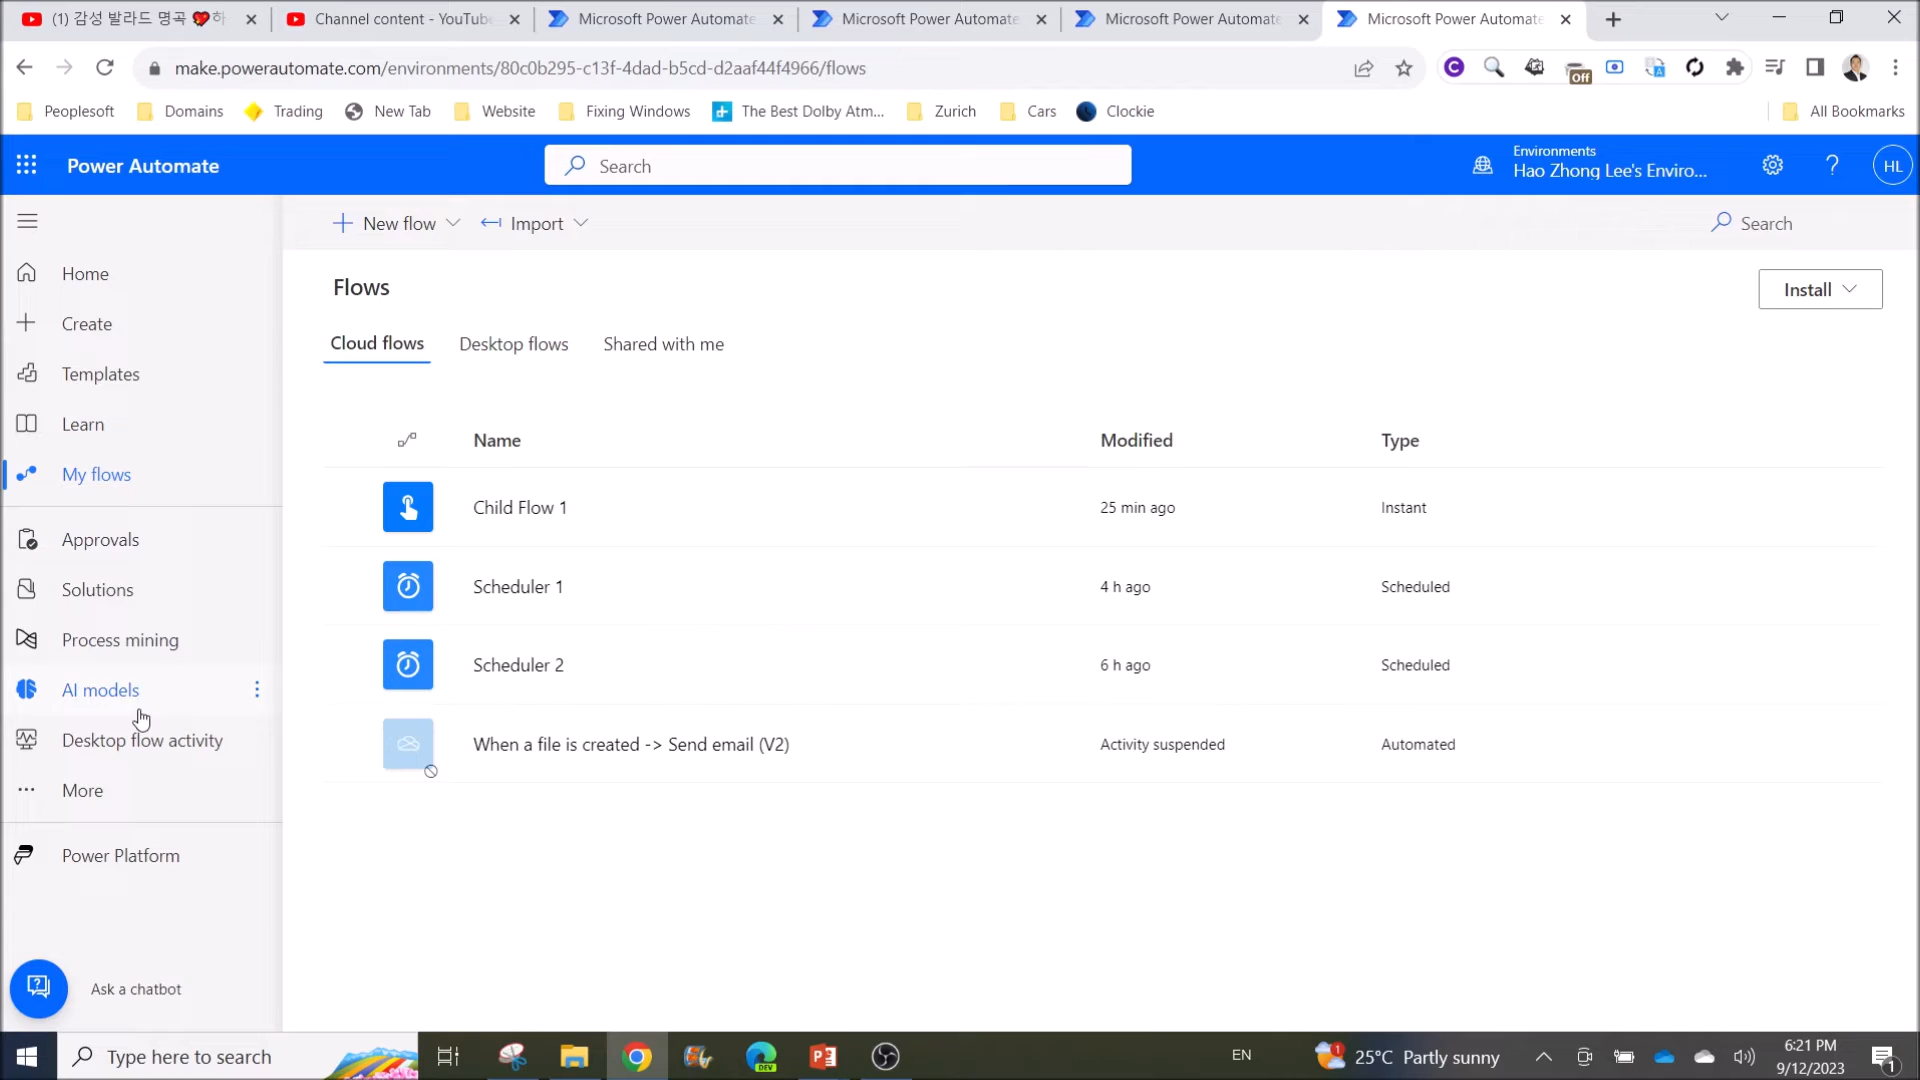 (1) 감성 발라드 명곡 💖하
Channel content - YouTube
Microsoft Power Automate
Microsoft Power Automate
Microsoft Power Automate
Microsoft Power Automate
make.powerautomate.com/environments/80c0b295-c13f-4dad-b5cd-d2aaf44f4966/flows
Off
Peoplesoft
Domains
Trading
New Tab
Website
Fixing Windows
The Best Dolby Atm...
Zurich
Cars
Clockie
All Bookmarks
Power Automate
Search
Environments
Hao Zhong Lee's Enviro...
HL
New flow
Import
Search
Home
Create
Templates
Learn
My flows
Approvals
Solutions
Process mining
AI models
Desktop flow activity
More
Power Platform
Ask a chatbot
Flows
Install
Cloud flows
Desktop flows
Shared with me
Name Modified Type
Child Flow 1 25 min ago Instant
Scheduler 1 4 h ago Scheduled
Scheduler 2 6 h ago Scheduled
When a file is created -> Send email (V2) Activity suspended Automated
Type here to search
DEV
EN
1
25°C Partly sunny
6:21 PM
9/12/2023
1